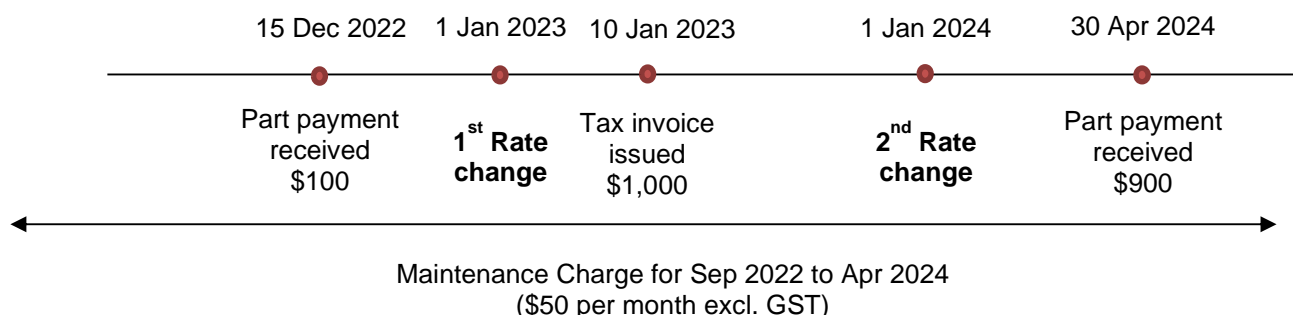 15 Dec 2022 1 Jan 2023 10 Jan 2023 1 Jan 2024 30 Apr 2024
Part payment
received
$100
1st Rate
change
Tax invoice
issued
$1,000
2nd Rate
change
Part payment
received
$900
Maintenance Charge for Sep 2022 to Apr 2024
($50 per month excl. GST)